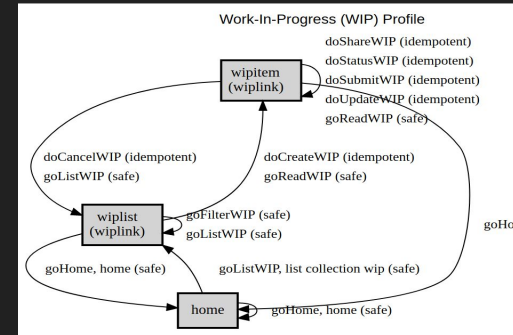 Work-In-Progress (WIP) Profile
doShareWIP (idempotent)
doStatusWIP (idempotent)
doSubmitWIP (idempotent)
doUpdateWIP (idempotent)
goReadWIP (safe)
wipitem
(wiplink)
doCancelWIP (idempotent)
goListWIP (safe)
doCreateWIP (idempotent)
goReadWIP (safe)
wiplist
(wiplink)
goFilterWIP (safe)
goListWIP (safe)
goHo
goHome, home (safe)
goListWIP, list collection wip (safe)
home
goHome, home (safe)